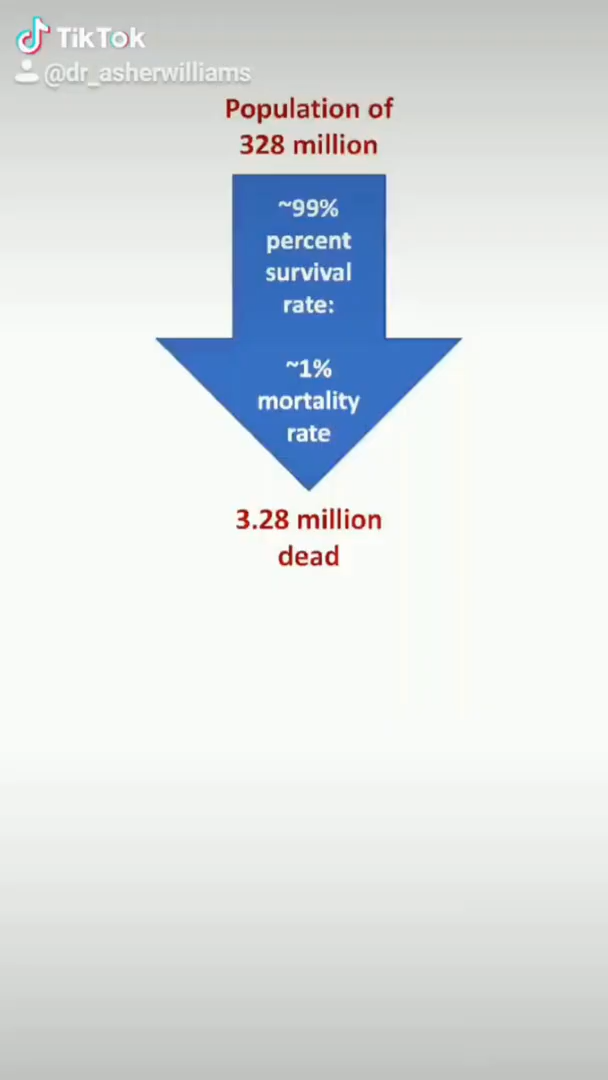 TikTok
@dr_asherwilliams
Population of
328 million
~99%
percent
survival
rate:
~1%
mortality
rate
3.28 million
dead